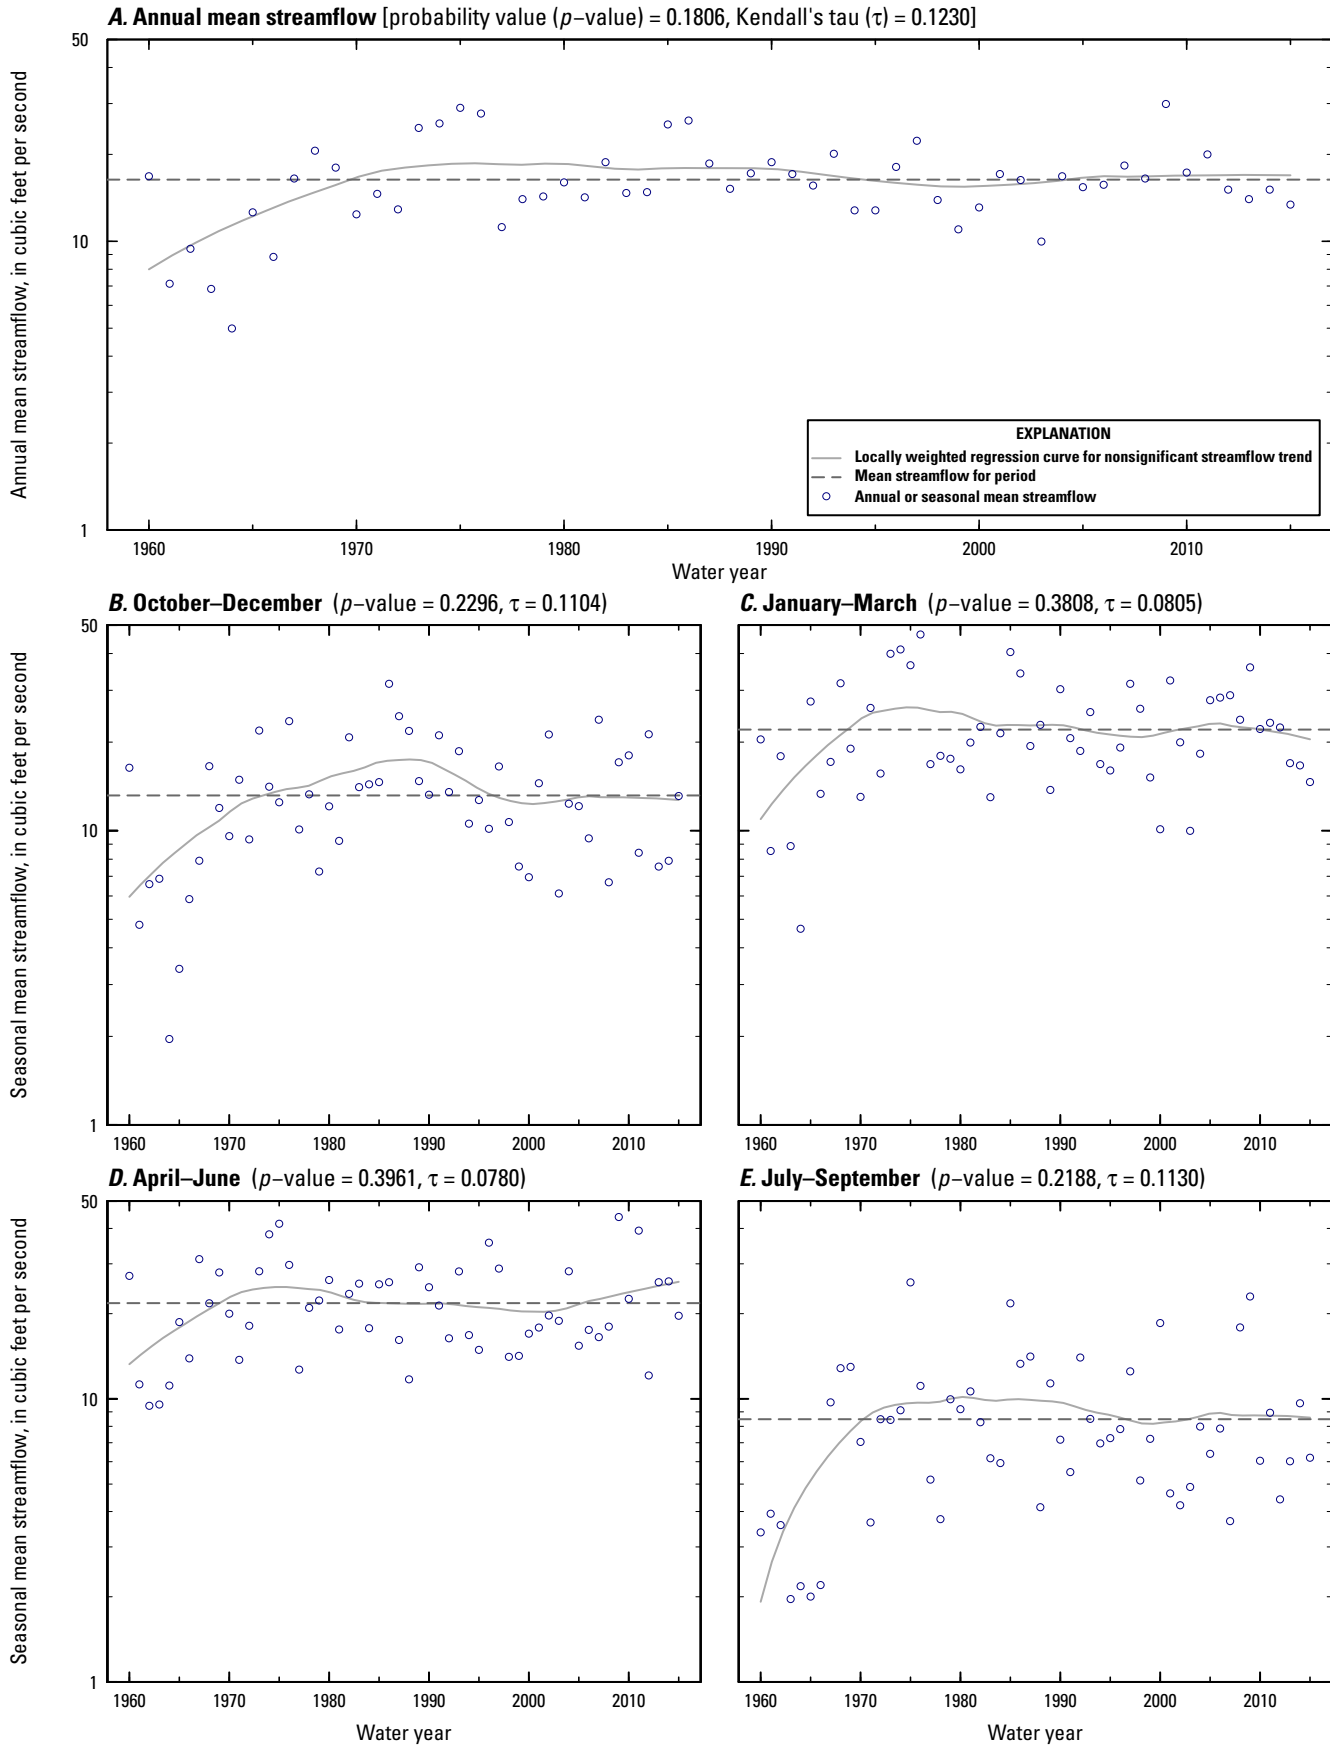 A. Annual mean streamflow [probability value (p–value) = 0.1806, Kendall's tau (τ) = 0.1230]
50
10
1
Annual mean streamflow, in cubic feet per second
EXPLANATION
Locally weighted regression curve for nonsignificant streamflow trend
Mean streamflow for period
Annual or seasonal mean streamflow
1960 1970 1980 1990 2000 2010
Water year
B. October–December (p–value = 0.2296, τ = 0.1104)
50
10
1
Seasonal mean streamflow, in cubic feet per second
1960 1970 1980 1990 2000 2010
C. January–March (p–value = 0.3808, τ = 0.0805)
1960 1970 1980 1990 2000 2010
D. April–June (p–value = 0.3961, τ = 0.0780)
50
10
1
Seasonal mean streamflow, in cubic feet per second
1960 1970 1980 1990 2000 2010
Water year
E. July–September (p–value = 0.2188, τ = 0.1130)
1960 1970 1980 1990 2000 2010
Water year